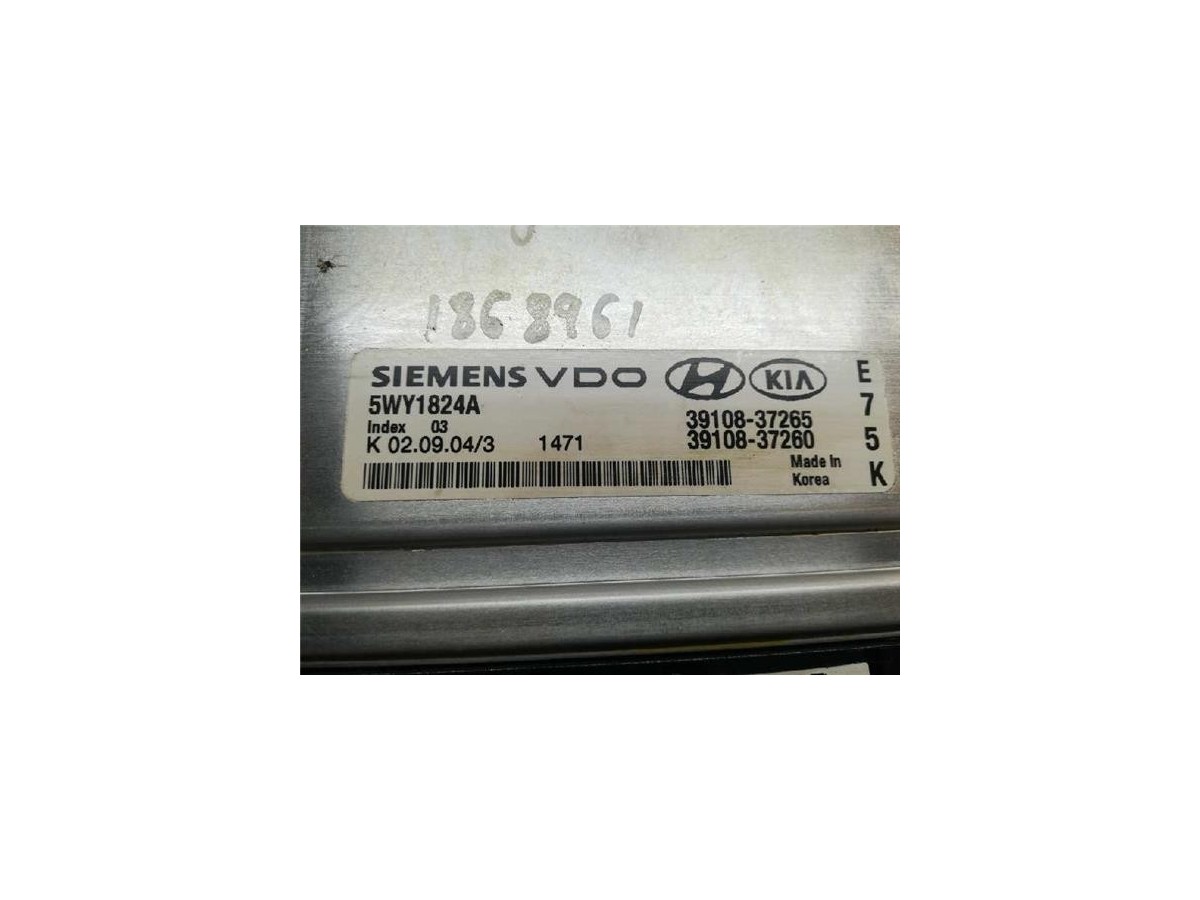 1868961
SIEMENS VDO H KIA
5WY1824A
Index 03
K 02.09.04/3 1471
39108-37265
39108-37260
Made In
Korea
E
7
5
K